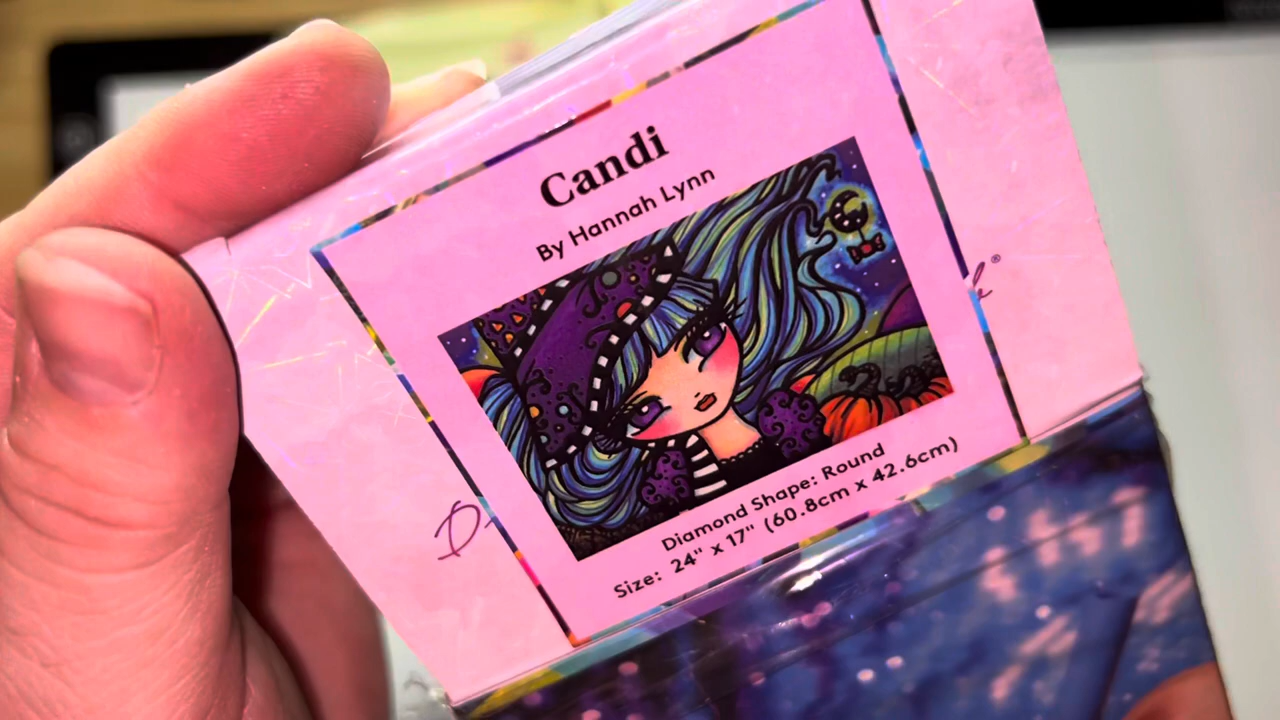 Candi
By Hannah Lynn
Diamond Shape: Round
Size: 24" x 17" (60.8cm x 42.6cm)